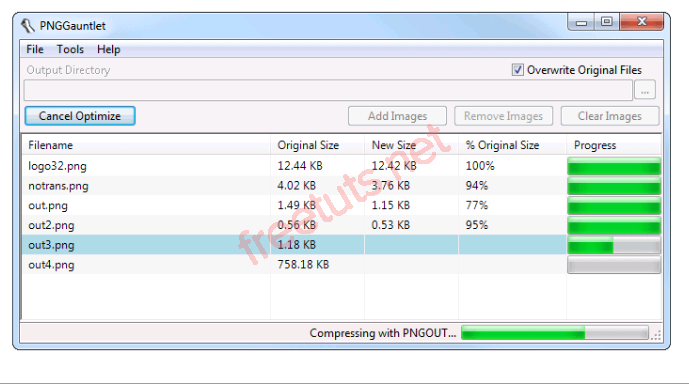 PNGGauntlet
File Tools Help
Output Directory
Overwrite Original Files
...
Cancel Optimize Add Images Remove Images Clear Images
Filename Original Size New Size % Original Size Progress
logo32.png 12.44 KB 12.42 KB 100%
notrans.png 4.02 KB 3.76 KB 94%
out.png 1.49 KB 1.15 KB 77%
out2.png 0.56 KB 0.53 KB 95%
out3.png 1.18 KB
out4.png 758.18 KB
freetuts.net
Compressing with PNGOUT...